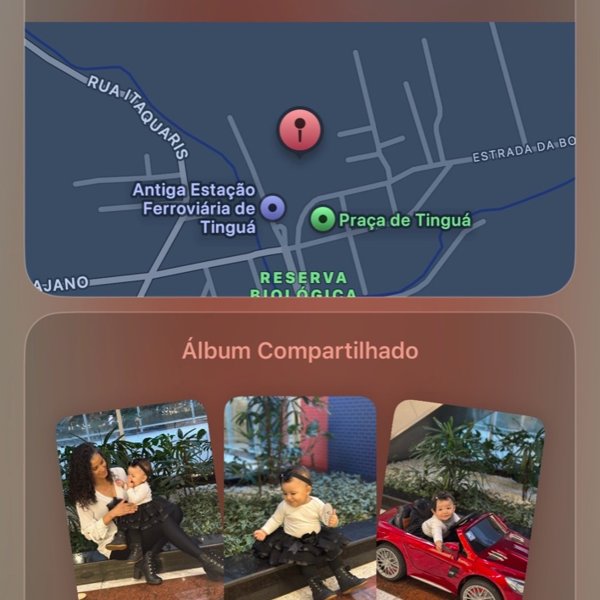 RUA ITAQUARIS
ESTRADA DA BO
Antiga Estação
Ferroviária de
Tinguá
Praça de Tinguá
AJANO
RESERVA
BIOLÓGICA
Álbum Compartilhado